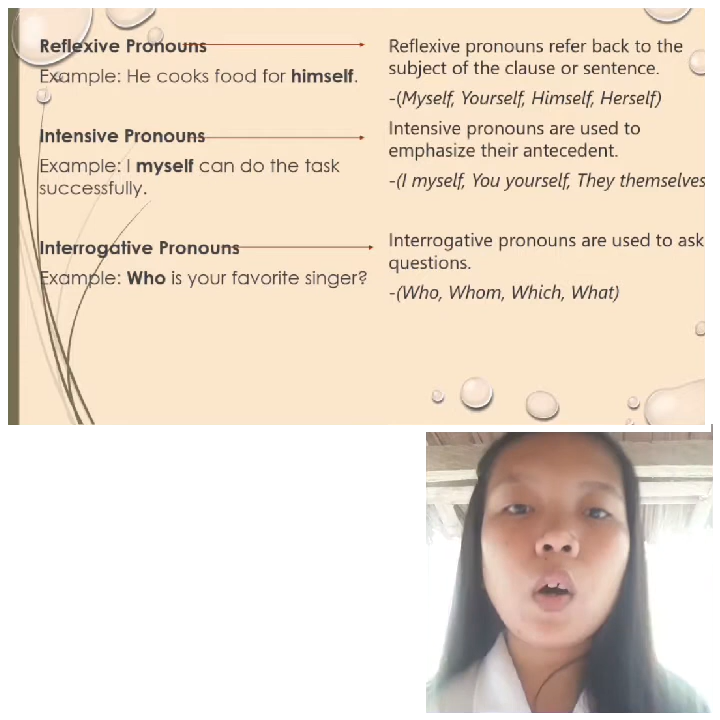 Reflexive Pronouns
Example: He cooks food for himself.
Intensive Pronouns
Example: I myself can do the task
successfully.
Interrogative Pronouns
Example: Who is your favorite singer?
Reflexive pronouns refer back to the
subject of the clause or sentence.
-(Myself, Yourself, Himself, Herself)
Intensive pronouns are used to
emphasize their antecedent.
-(I myself, You yourself, They themselves
Interrogative pronouns are used to ask
questions.
-(Who, Whom, Which, What)